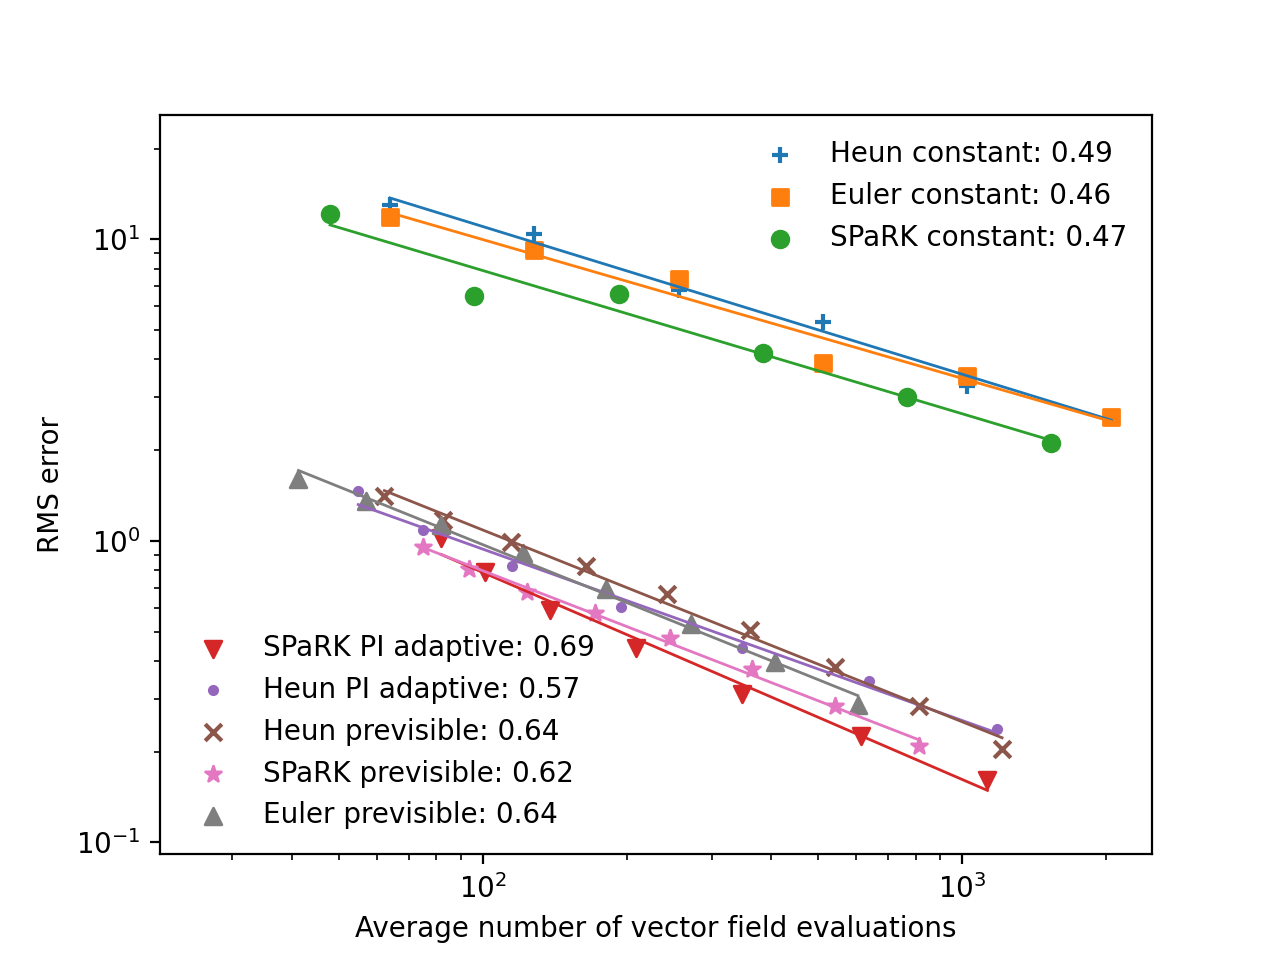 Heun constant: 0.49
Euler constant: 0.46
SPaRK constant: 0.47
10¹
10⁰
10⁻¹
RMS error
SPaRK PI adaptive: 0.69
Heun PI adaptive: 0.57
Heun previsible: 0.64
SPaRK previsible: 0.62
Euler previsible: 0.64
10² 10³
Average number of vector field evaluations